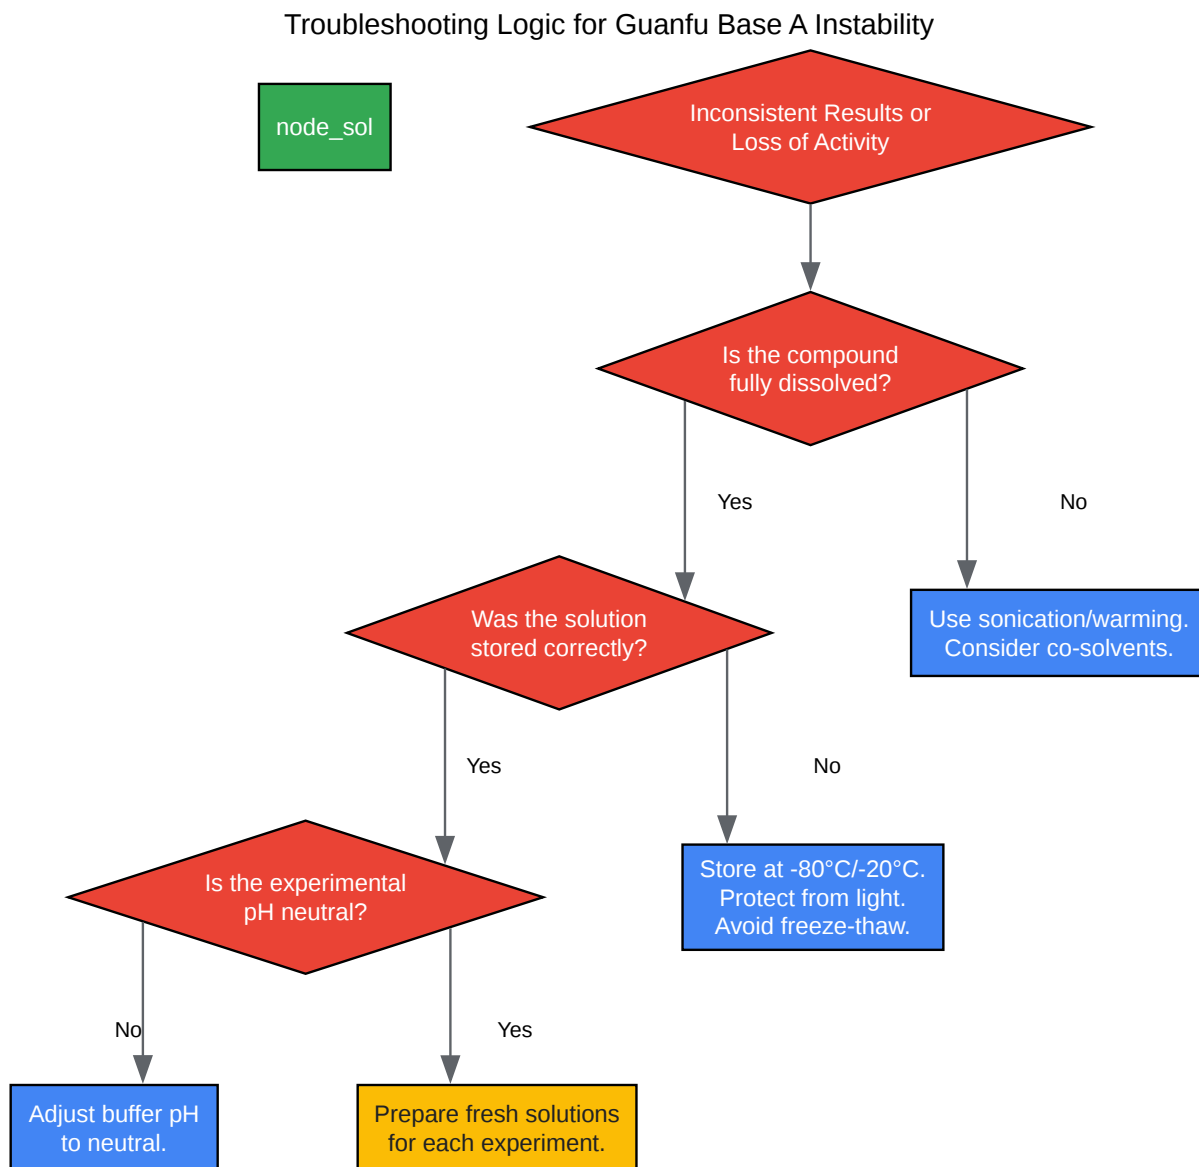 Troubleshooting Logic for Guanfu Base A Instability
node_sol
Inconsistent Results or
Loss of Activity
Is the compound
fully dissolved?
Yes
No
Was the solution
stored correctly?
Use sonication/warming.
Consider co-solvents.
Yes
No
Is the experimental
pH neutral?
Store at -80°C/-20°C.
Protect from light.
Avoid freeze-thaw.
No
Yes
Adjust buffer pH
to neutral.
Prepare fresh solutions
for each experiment.